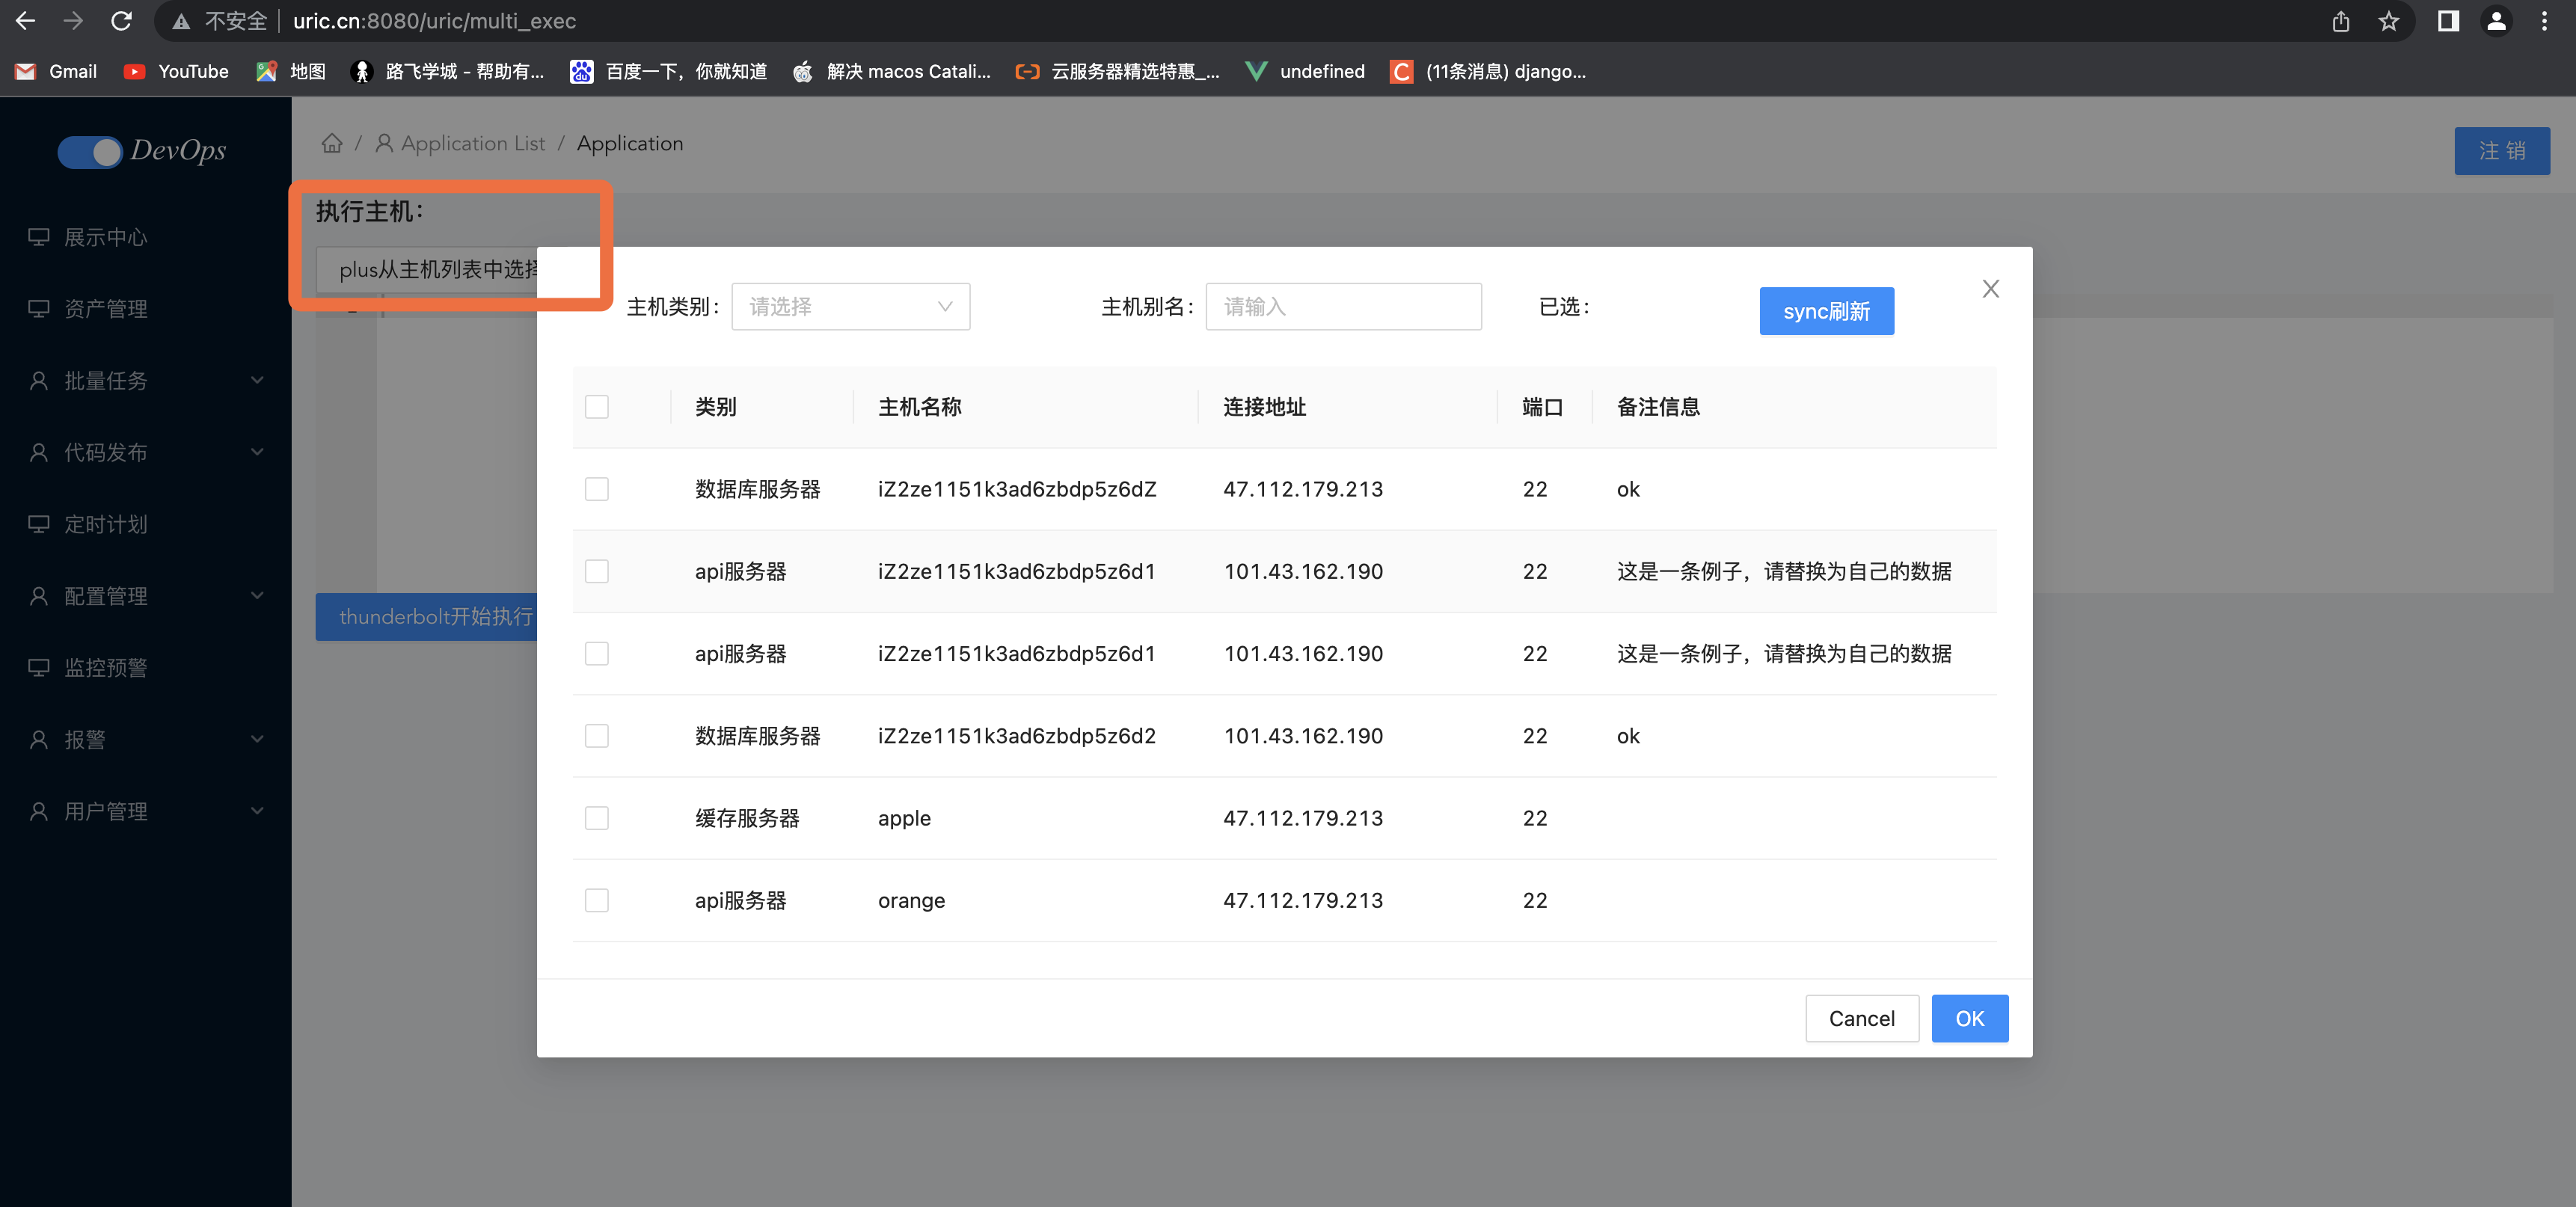 不安全 uric.cn:8080/uric/multi_exec
Gmail YouTube 地图 路飞学城 - 帮助有... 百度一下，你就知道 解决 macos Catali... 云服务器精选特惠_... undefined (11条消息) django...
DevOps
展示中心
资产管理
批量任务
代码发布
定时计划
配置管理
监控预警
报警
用户管理
/ Application List / Application
注 销
执行主机：
plus从主机列表中选择
thunderbolt开始执行
主机类别： 请选择 主机别名： 请输入 已选： sync刷新
类别 主机名称 连接地址 端口 备注信息
数据库服务器 iZ2ze1151k3ad6zbdp5z6dZ 47.112.179.213 22 ok
api服务器 iZ2ze1151k3ad6zbdp5z6d1 101.43.162.190 22 这是一条例子，请替换为自己的数据
api服务器 iZ2ze1151k3ad6zbdp5z6d1 101.43.162.190 22 这是一条例子，请替换为自己的数据
数据库服务器 iZ2ze1151k3ad6zbdp5z6d2 101.43.162.190 22 ok
缓存服务器 apple 47.112.179.213 22
api服务器 orange 47.112.179.213 22
Cancel OK